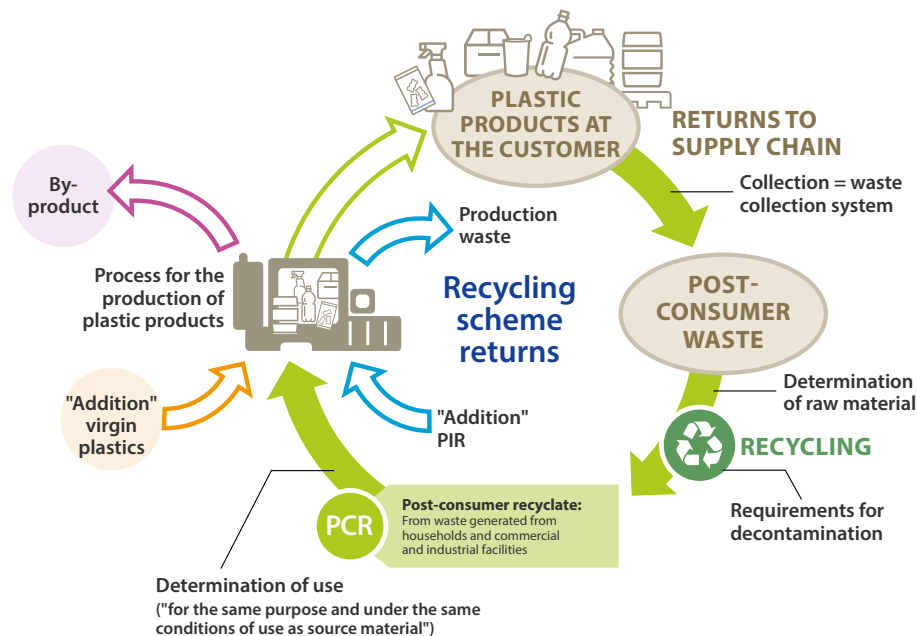 PLASTIC
PRODUCTS AT
THE CUSTOMER
RETURNS TO
SUPPLY CHAIN
Collection = waste
collection system
By-
product
Production
waste
Process for the
production of
plastic products
Recycling
scheme
returns
POST-
CONSUMER
WASTE
"Addition"
virgin
plastics
"Addition"
PIR
Determination
of raw material
RECYCLING
Requirements for
decontamination
PCR
Post-consumer recyclate:
From waste generated from
households and commercial
and industrial facilities
Determination of use
("for the same purpose and under the same
conditions of use as source material")